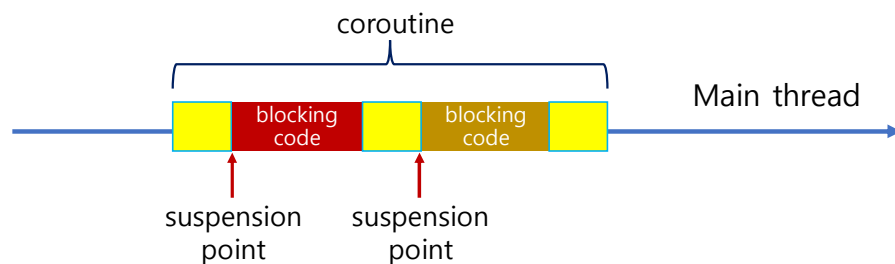 coroutine
Main thread
blocking
code
blocking
code
suspension
point
suspension
point